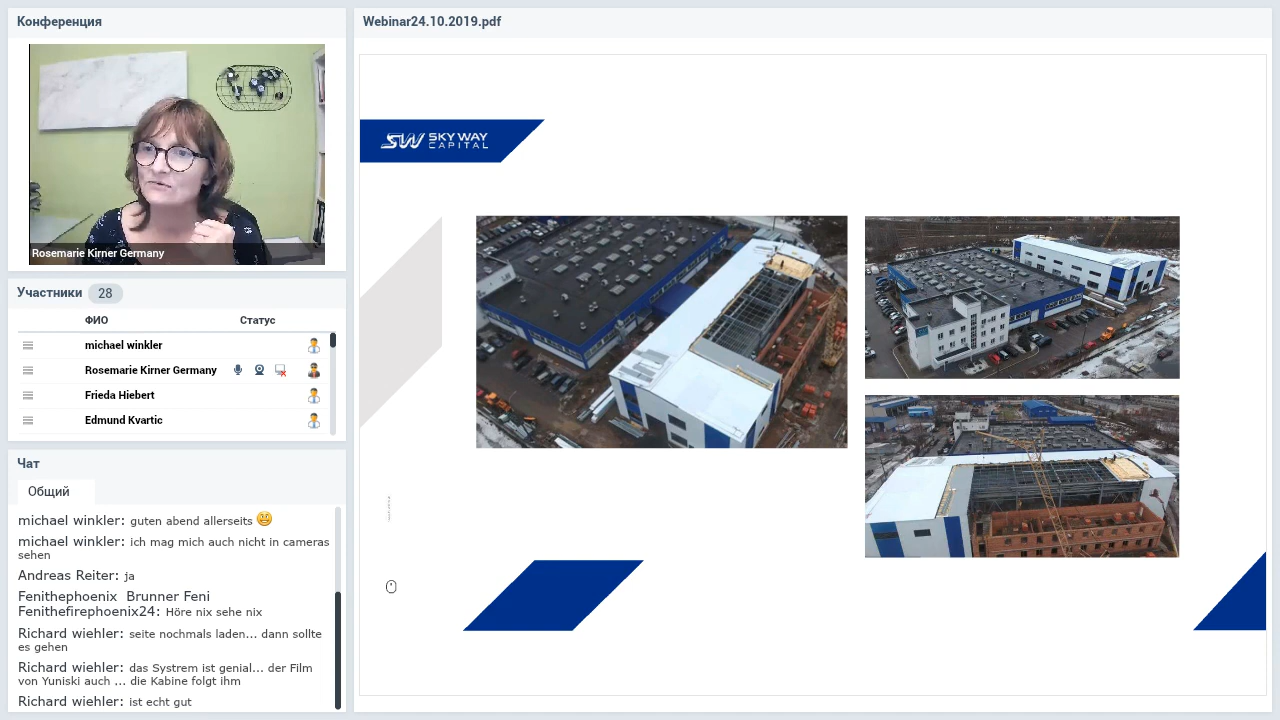 Конференция
Rosemarie Kirner Germany
Участники 28
ФИО Статус
michael winkler
Rosemarie Kirner Germany
Frieda Hiebert
Edmund Kvartic
Чат
Общий
michael winkler: guten abend allerseits
michael winkler: ich mag mich auch nicht in cameras
sehen
Andreas Reiter: ja
Fenithephoenix Brunner Feni
Fenithefirephoenix24: Höre nix sehe nix
Richard wiehler: seite nochmals laden... dann sollte
es gehen
Richard wiehler: das Systrem ist genial... der Film
von Yuniski auch ... die Kabine folgt ihm
Richard wiehler: ist echt gut
Webinar24.10.2019.pdf
SW SKY WAY
CAPITAL